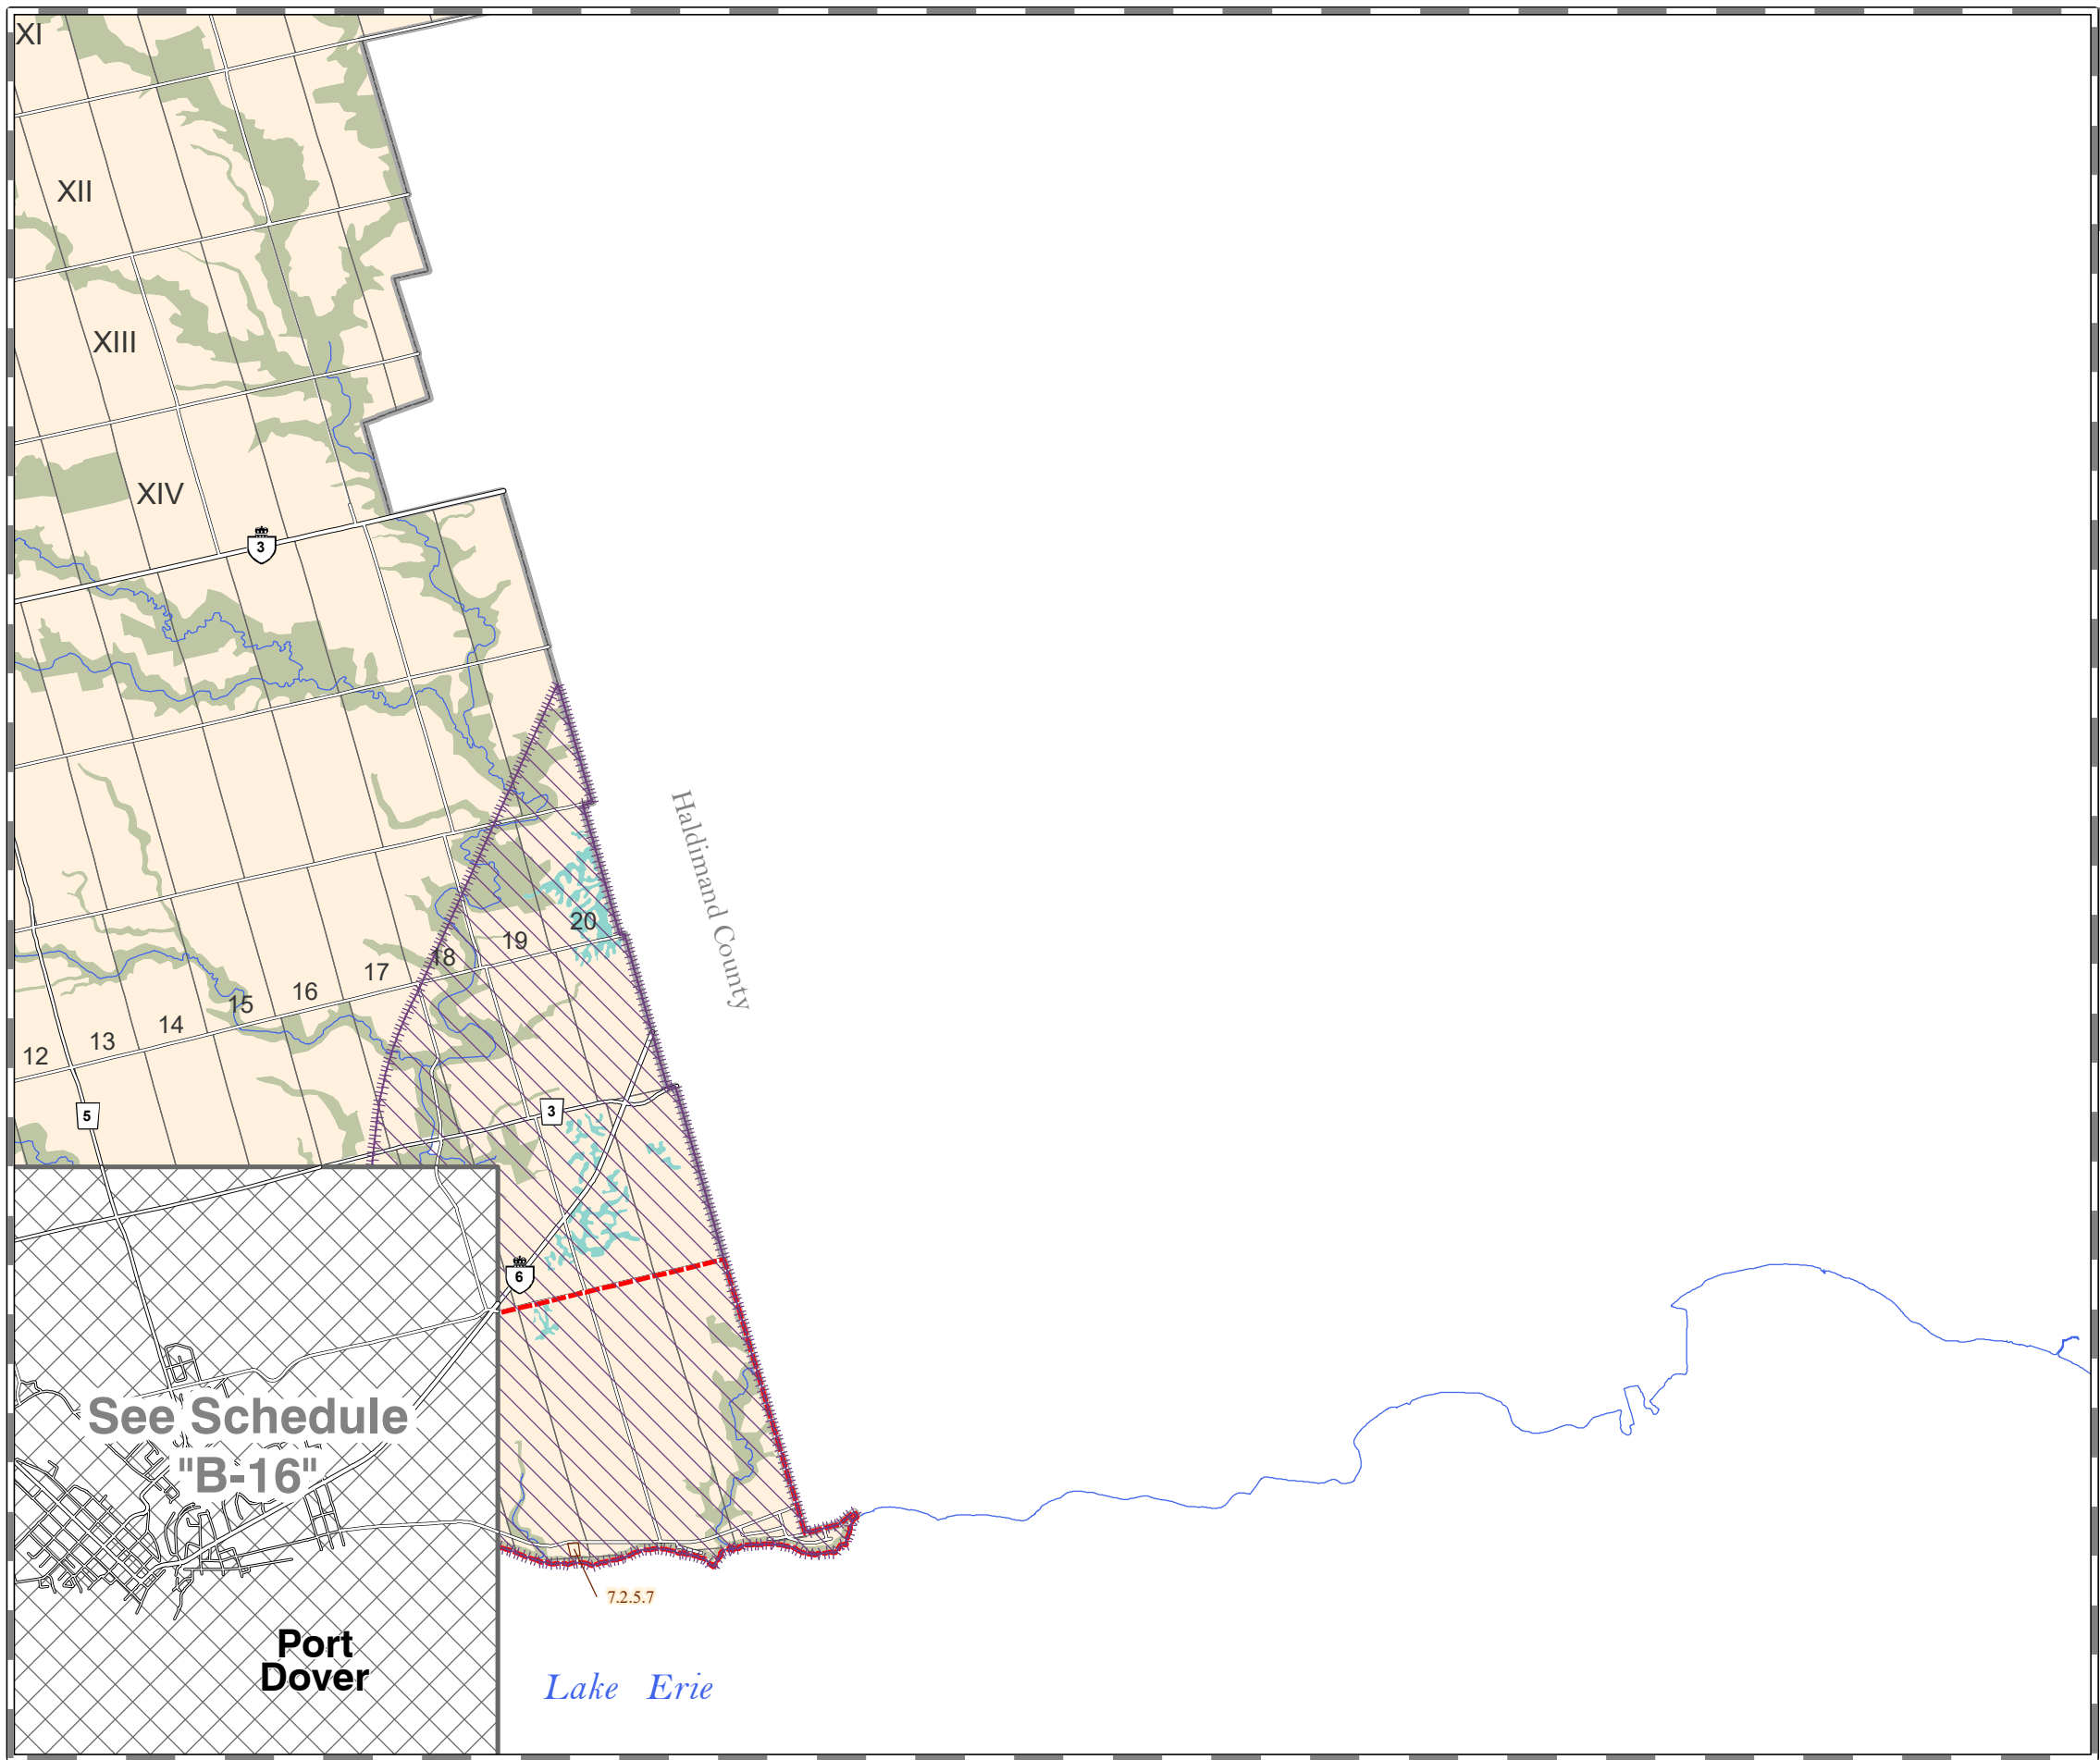 XI
XII
XIII
XIV
3
Haldimand County
20
19
18
17
16
15
14
13
12
5
3
6
See Schedule
"B-16"
7.2.5.7
Port
Dover
Lake Erie